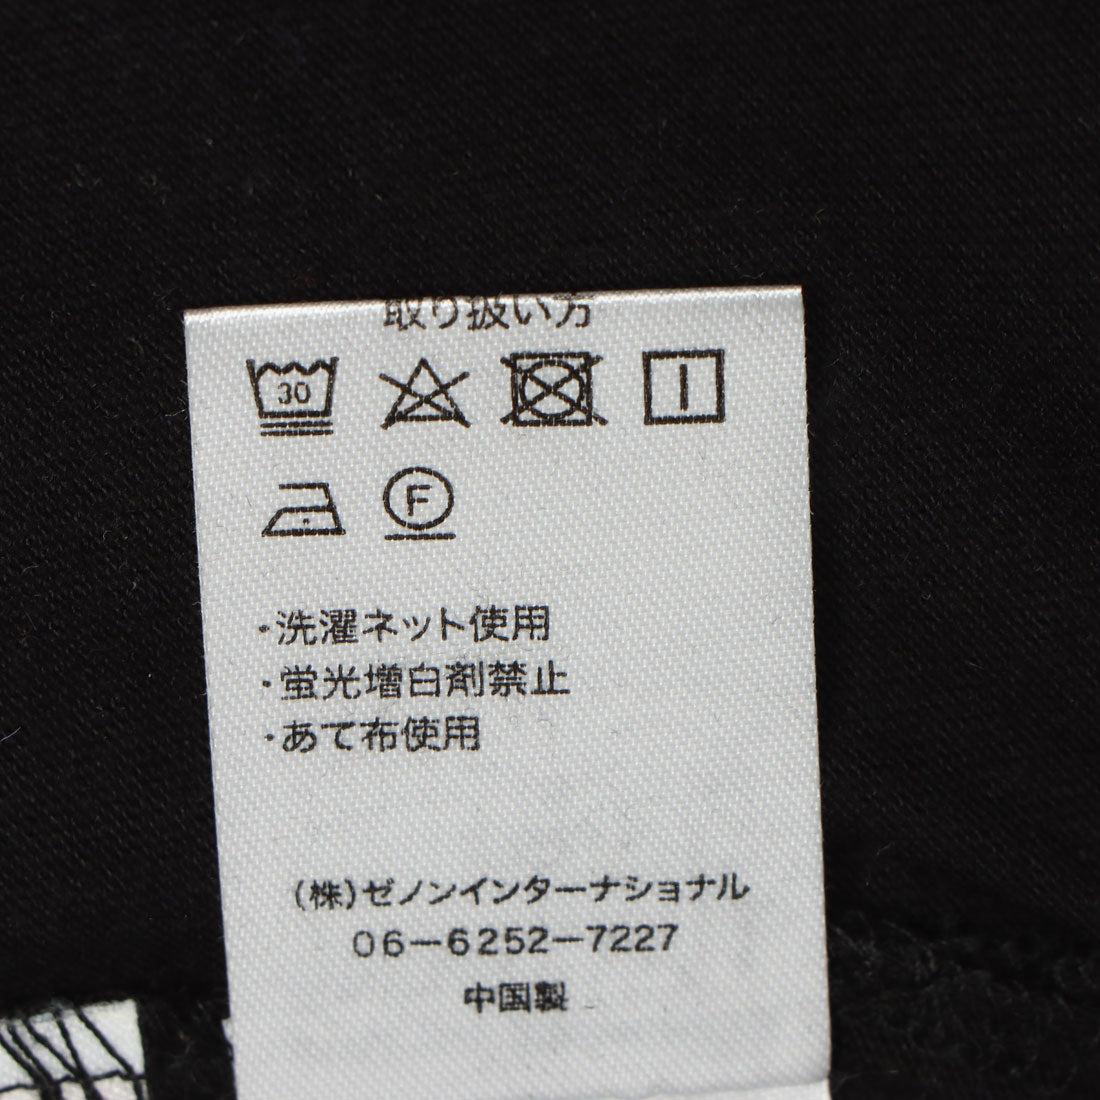 取り扱い方
30
F
・洗濯ネット使用
・蛍光増白剤禁止
・あて布使用
(株)ゼノンインターナショナル
06-6252-7227
中国製